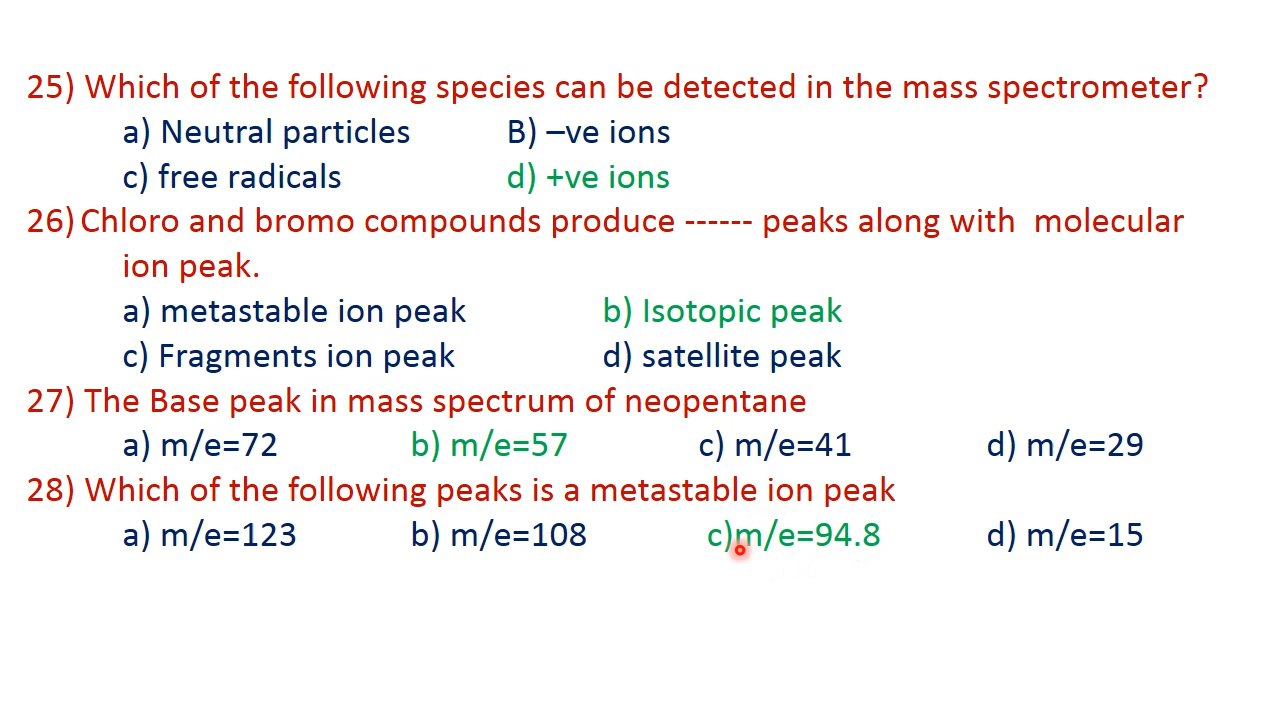 25) Which of the following species can be detected in the mass spectrometer?
a) Neutral particles B) –ve ions
c) free radicals d) +ve ions
26) Chloro and bromo compounds produce ------ peaks along with molecular
ion peak.
a) metastable ion peak b) Isotopic peak
c) Fragments ion peak d) satellite peak
27) The Base peak in mass spectrum of neopentane
a) m/e=72 b) m/e=57 c) m/e=41 d) m/e=29
28) Which of the following peaks is a metastable ion peak
a) m/e=123 b) m/e=108 c)m/e=94.8 d) m/e=15